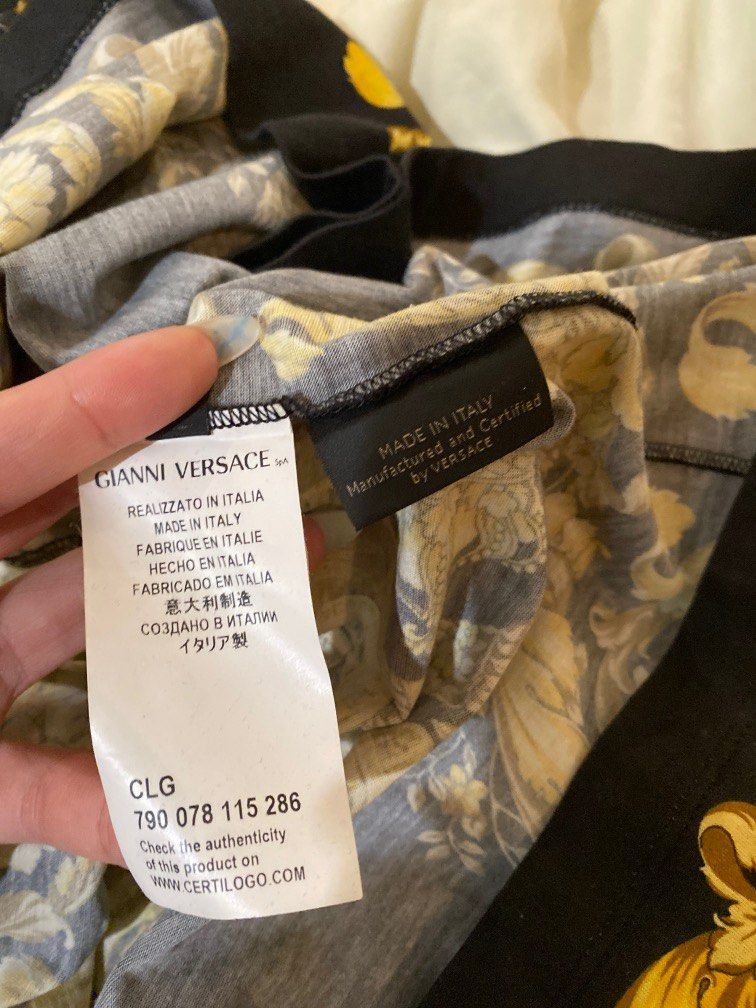 GIANNI VERSACE SpA
REALIZZATO IN ITALIA
MADE IN ITALY
FABRIQUE EN ITALIE
HECHO EN ITALIA
FABRICADO EM ITALIA
意大利制造
СОЗДАНО В ИТАЛИИ
イタリア製
CLG
790 078 115 286
Check the authenticity
of this product on
WWW.CERTILOGO.COM
MADE IN ITALY
Manufactured and Certified
by VERSACE